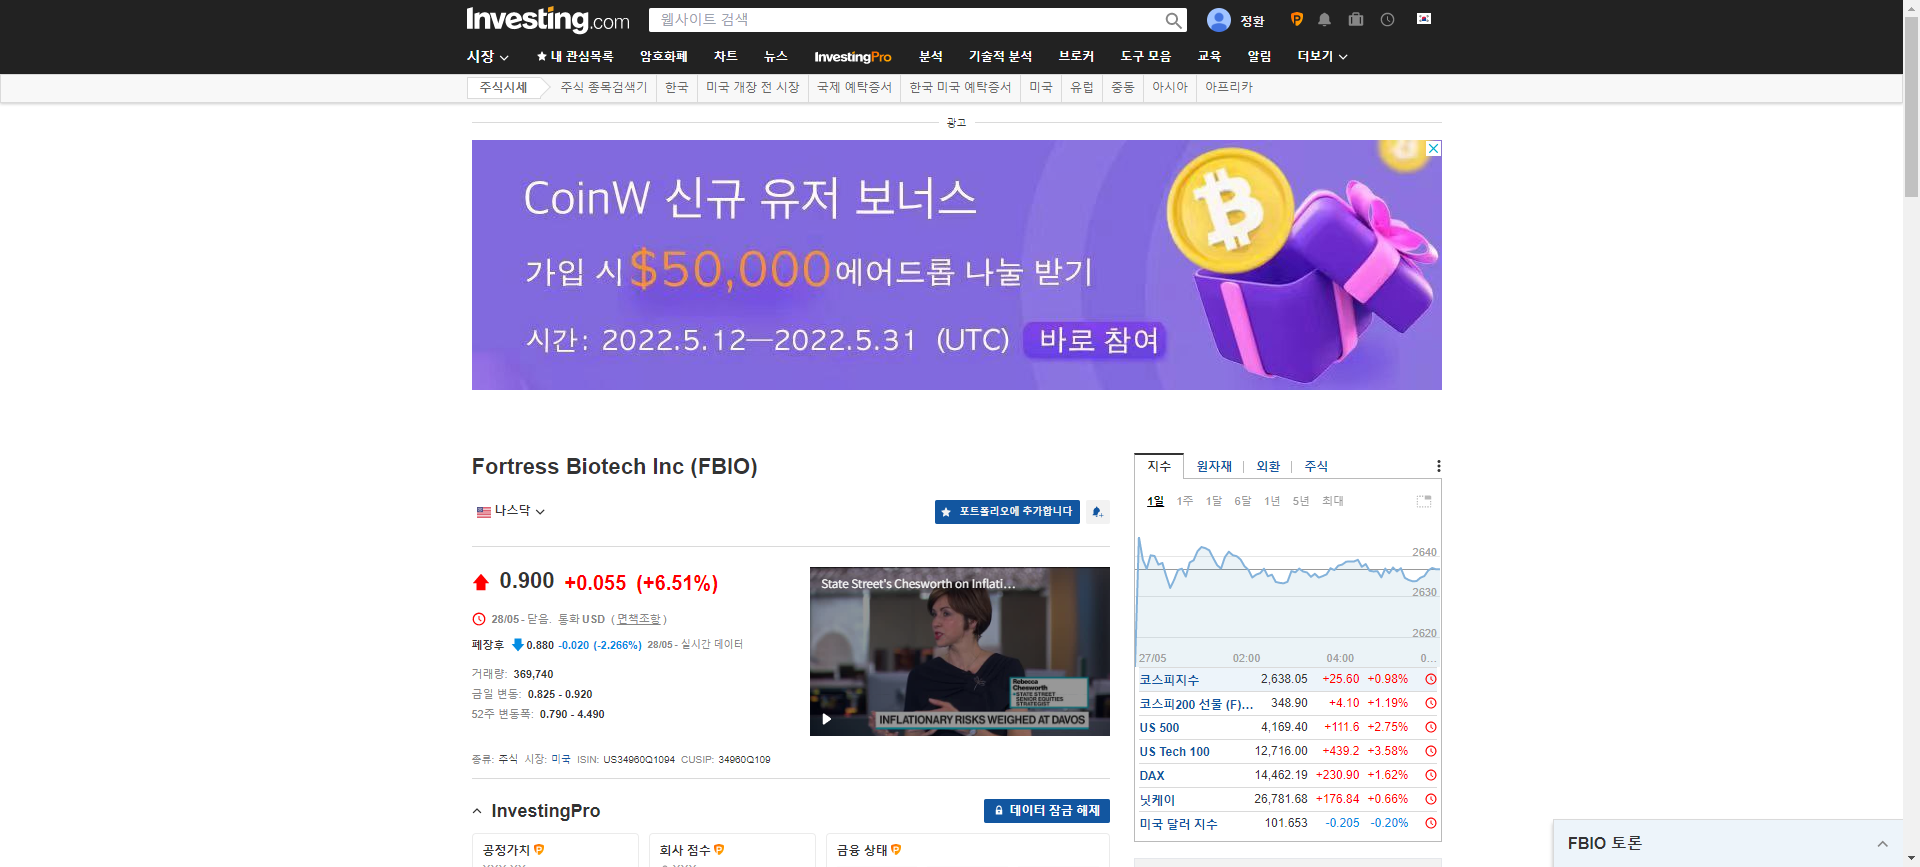 Investing.com
웹사이트 검색
정환
시장
내 관심목록
암호화폐
차트
뉴스
InvestingPro
분석
기술적 분석
브로커
도구 모음
교육
알림
더보기
주식시세
주식 종목검색기
한국
미국 개장 전 시장
국제 예탁증서
한국 미국 예탁증서
미국
유럽
중동
아시아
아프리카
광고
CoinW 신규 유저 보너스
가입 시 $50,000 에어드롭 나눌 받기
시간: 2022.5.12—2022.5.31 (UTC) 바로 참여
Fortress Biotech Inc (FBIO)
나스닥
포트폴리오에 추가합니다
0.900 +0.055 (+6.51%)
28/05 - 닫음. 통화 USD ( 면책조항 )
폐장후 0.880 -0.020 (-2.266%) 28/05 - 실시간 데이터
거래량: 369,740
금일 변동: 0.825 - 0.920
52주 변동폭: 0.790 - 4.490
State Street's Chesworth on Inflati...
Rebecca
Chesworth
STATE STREET
SENIOR EQUITIES
STRATEGIST
INFLATIONARY RISKS WEIGHED AT DAVOS
종류: 주식 시장: 미국 ISIN: US34960Q1094 CUSIP: 34960Q109
InvestingPro
데이터 잠금 해제
공정가치
회사 점수
금융 상태
지수 원자재 외환 주식
1일 1주 1달 6달 1년 5년 최대
2640
2630
2620
27/05 02:00 04:00 0...
코스피지수 2,638.05 +25.60 +0.98%
코스피200 선물 (F)... 348.90 +4.10 +1.19%
US 500 4,169.40 +111.6 +2.75%
US Tech 100 12,716.00 +439.2 +3.58%
DAX 14,462.19 +230.90 +1.62%
닛케이 26,781.68 +176.84 +0.66%
미국 달러 지수 101.653 -0.205 -0.20%
FBIO 토론